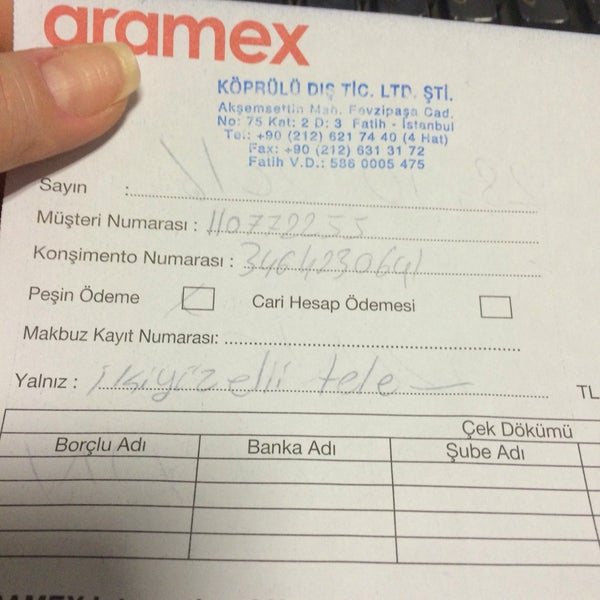 aramex
KÖPRÜLÜ DIŞ TİC. LTD. ŞTİ.
Akşemsettin Mah. Fevzipaşa Cad.
No: 75 Kat: 2 D: 3 Fatih - İstanbul
Tel: +90 (212) 621 74 40 (4 Hat)
Fax: +90 (212) 631 31 72
Fatih V.D.: 586 0005 475
Sayın :
Müşteri Numarası : 110772255
Konşimento Numarası : 3464230641
Peşin Ödeme Cari Hesap Ödemesi
Makbuz Kayıt Numarası:
Yalnız : ikiyüzelli tele TL
Çek Dökümü
Borçlu Adı Banka Adı Şube Adı